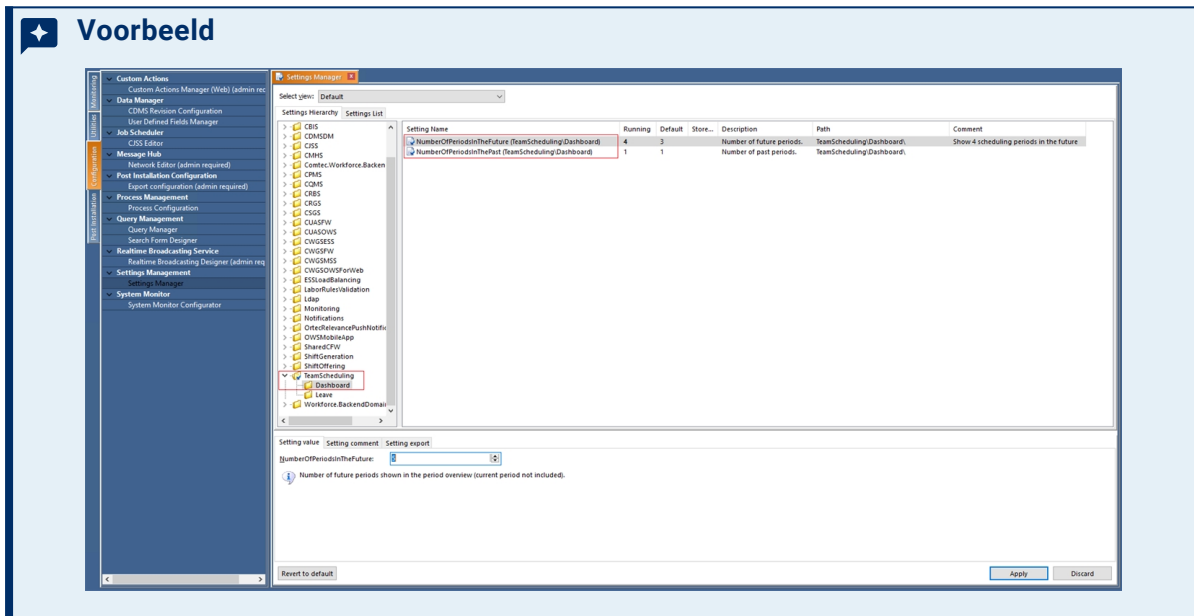 Voorbeeld
Monitoring
Utilities
Configuration
Post Installation
Custom Actions
Custom Actions Manager (Web) (admin rec
Data Manager
CDMS Revision Configuration
User Defined Fields Manager
Job Scheduler
CJSS Editor
Message Hub
Network Editor (admin required)
Post Installation Configuration
Export configuration (admin required)
Process Management
Process Configuration
Query Management
Query Manager
Search Form Designer
Realtime Broadcasting Service
Realtime Broadcasting Designer (admin req
Settings Management
Settings Manager
System Monitor
System Monitor Configurator
Settings Manager
Select view: Default
Settings Hierarchy Settings List
CBIS
CDMSDM
CJSS
CMHS
Comtec.Workforce.Backen
CPMS
CQMS
CRBS
CRGS
CSGS
CUASFW
CUASOWS
CWGSESS
CWGSFW
CWGSMSS
CWGSOWSForWeb
ESSLoadBalancing
LaborRulesValidation
Ldap
Monitoring
Notifications
OrtecRelevancePushNotific
OWSMobileApp
SharedCFW
ShiftGeneration
ShiftOffering
TeamScheduling
Dashboard
Leave
Workforce.BackendDomain
Setting Name Running Default Store... Description Path Comment
NumberOfPeriodsInTheFuture (TeamScheduling\Dashboard) 4 3 Number of future periods. TeamScheduling\Dashboard\ Show 4 scheduling periods in the future
NumberOfPeriodsInThePast (TeamScheduling\Dashboard) 1 1 Number of past periods. TeamScheduling\Dashboard\
Setting value Setting comment Setting export
NumberOfPeriodsInTheFuture: 5
Number of future periods shown in the period overview (current period not included).
Revert to default Apply Discard